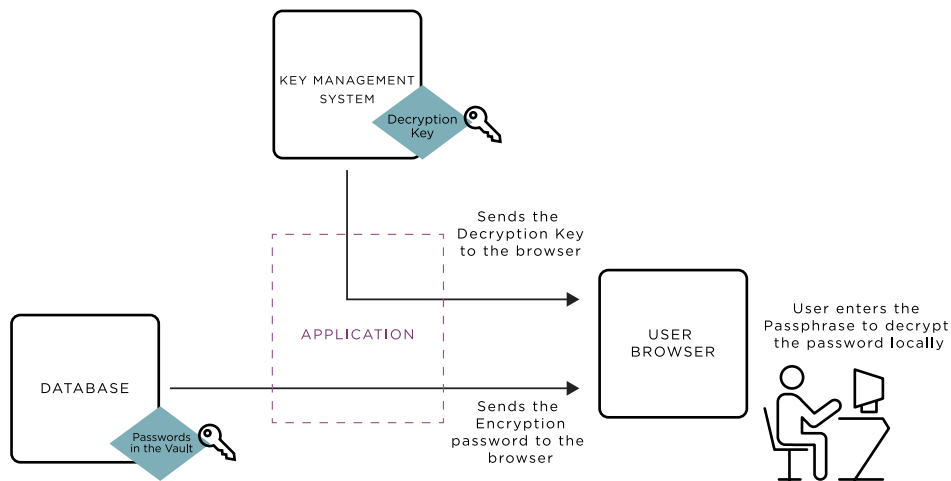 KEY MANAGEMENT
SYSTEM
Decryption
Key
Sends the
Decryption Key
to the browser
APPLICATION
USER
BROWSER
User enters the
Passphrase to decrypt
the password locally
DATABASE
Passwords
in the Vault
Sends the
Encryption
password to the
browser